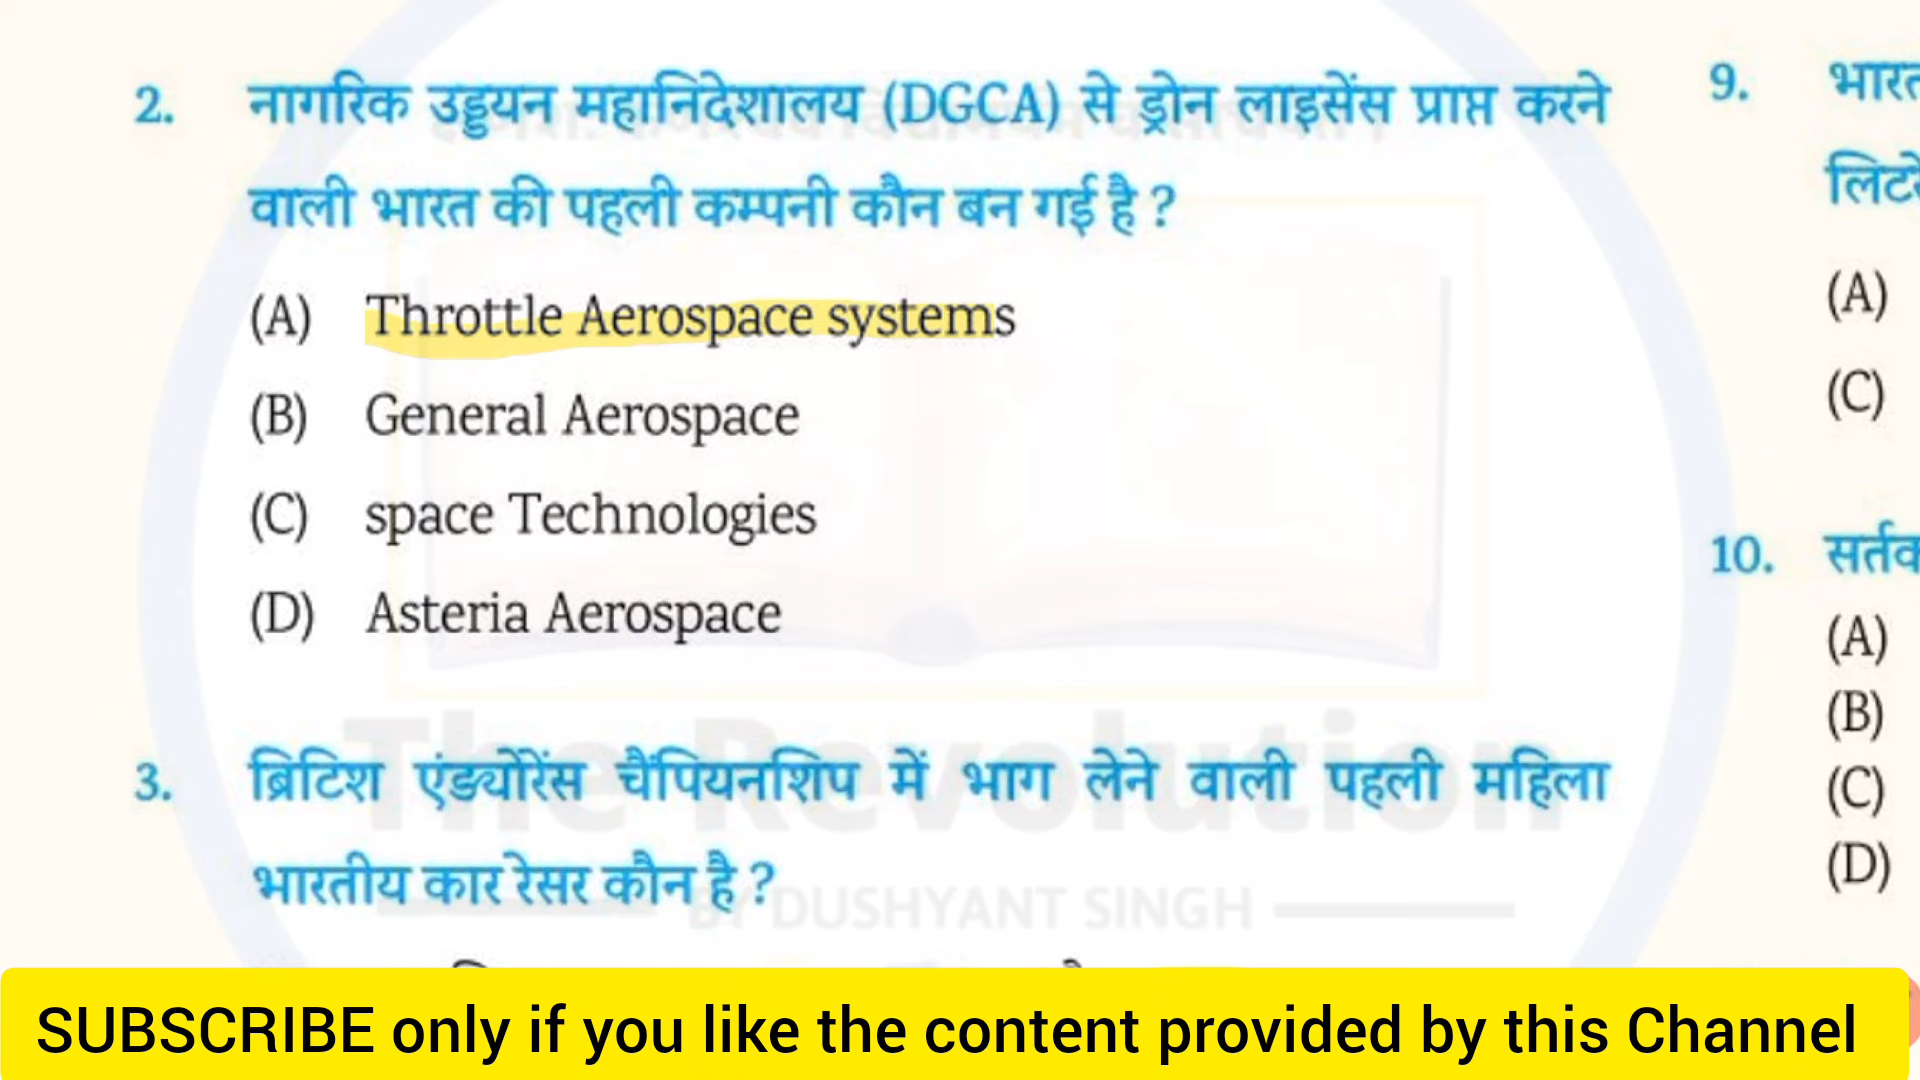 2. नागरिक उड्डयन महानिदेशालय (DGCA) से ड्रोन लाइसेंस प्राप्त करने
वाली भारत की पहली कम्पनी कौन बन गई है ?
(A) Throttle Aerospace systems
(B) General Aerospace
(C) space Technologies
(D) Asteria Aerospace
3. ब्रिटिश एंड्योरेंस चैंपियनशिप में भाग लेने वाली पहली महिला
भारतीय कार रेसर कौन है ?
The Revolution
BY DUSHYANT SINGH
9.
(A)
(C)
10.
(A)
(B)
(C)
(D)
SUBSCRIBE only if you like the content provided by this Channel